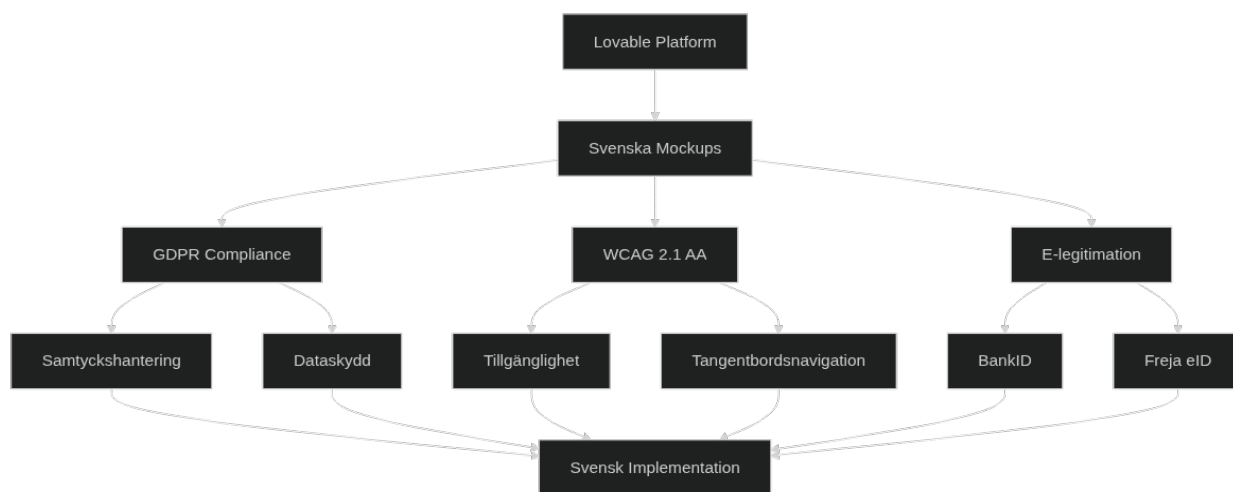 Lovable Platform
Svenska Mockups
GDPR Compliance
WCAG 2.1 AA
E-legitimation
Samtyckshantering
Dataskydd
Tillgänglighet
Tangentbordsnavigation
BankID
Freja eID
Svensk Implementation